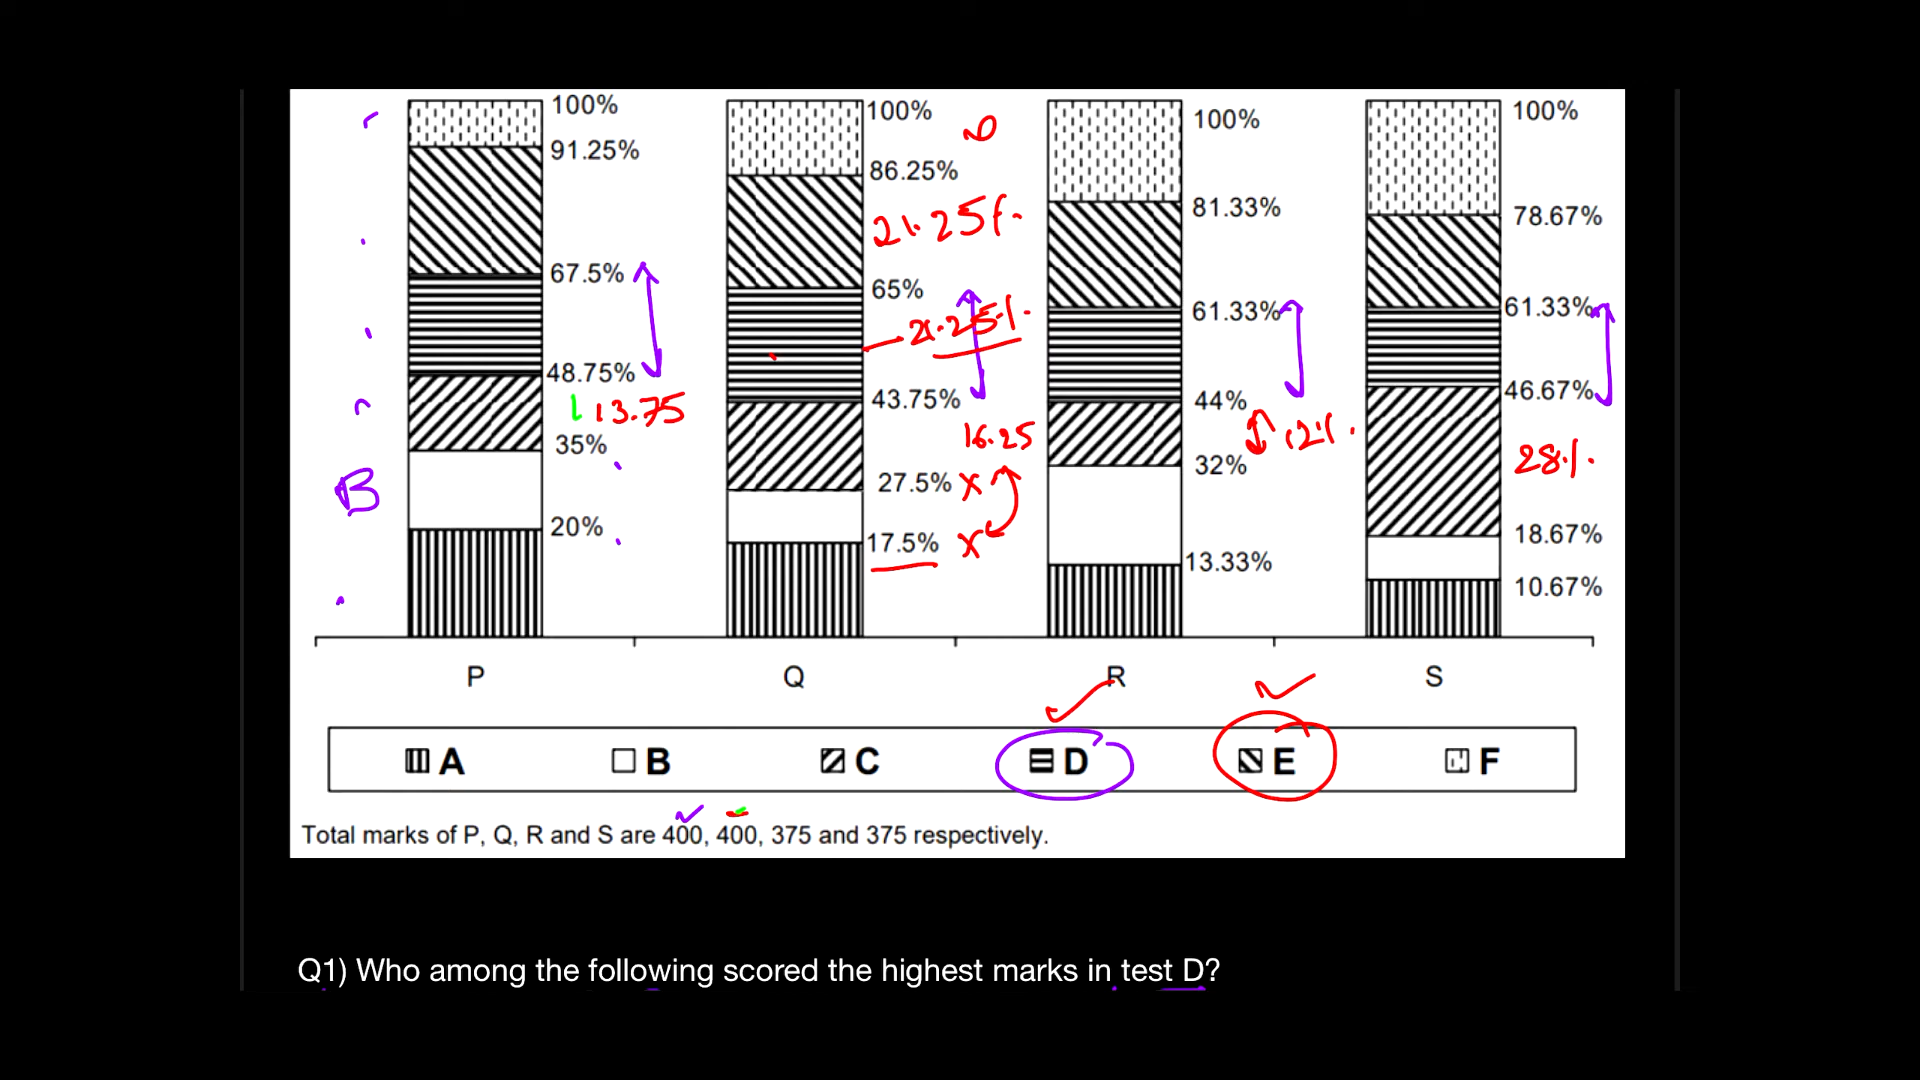 100% 100% 100% 100%
91.25% 86.25% 81.33% 78.67%
21.25%
67.5% 65% 61.33% 61.33%
21.25%
48.75% 43.75% 44% 46.67%
13.75 16.25 12% 28%
35% 27.5% x 32% 18.67%
B
20% 17.5% x 13.33% 10.67%
P Q R S
A B C D E F
Total marks of P, Q, R and S are 400, 400, 375 and 375 respectively.
Q1) Who among the following scored the highest marks in test D?